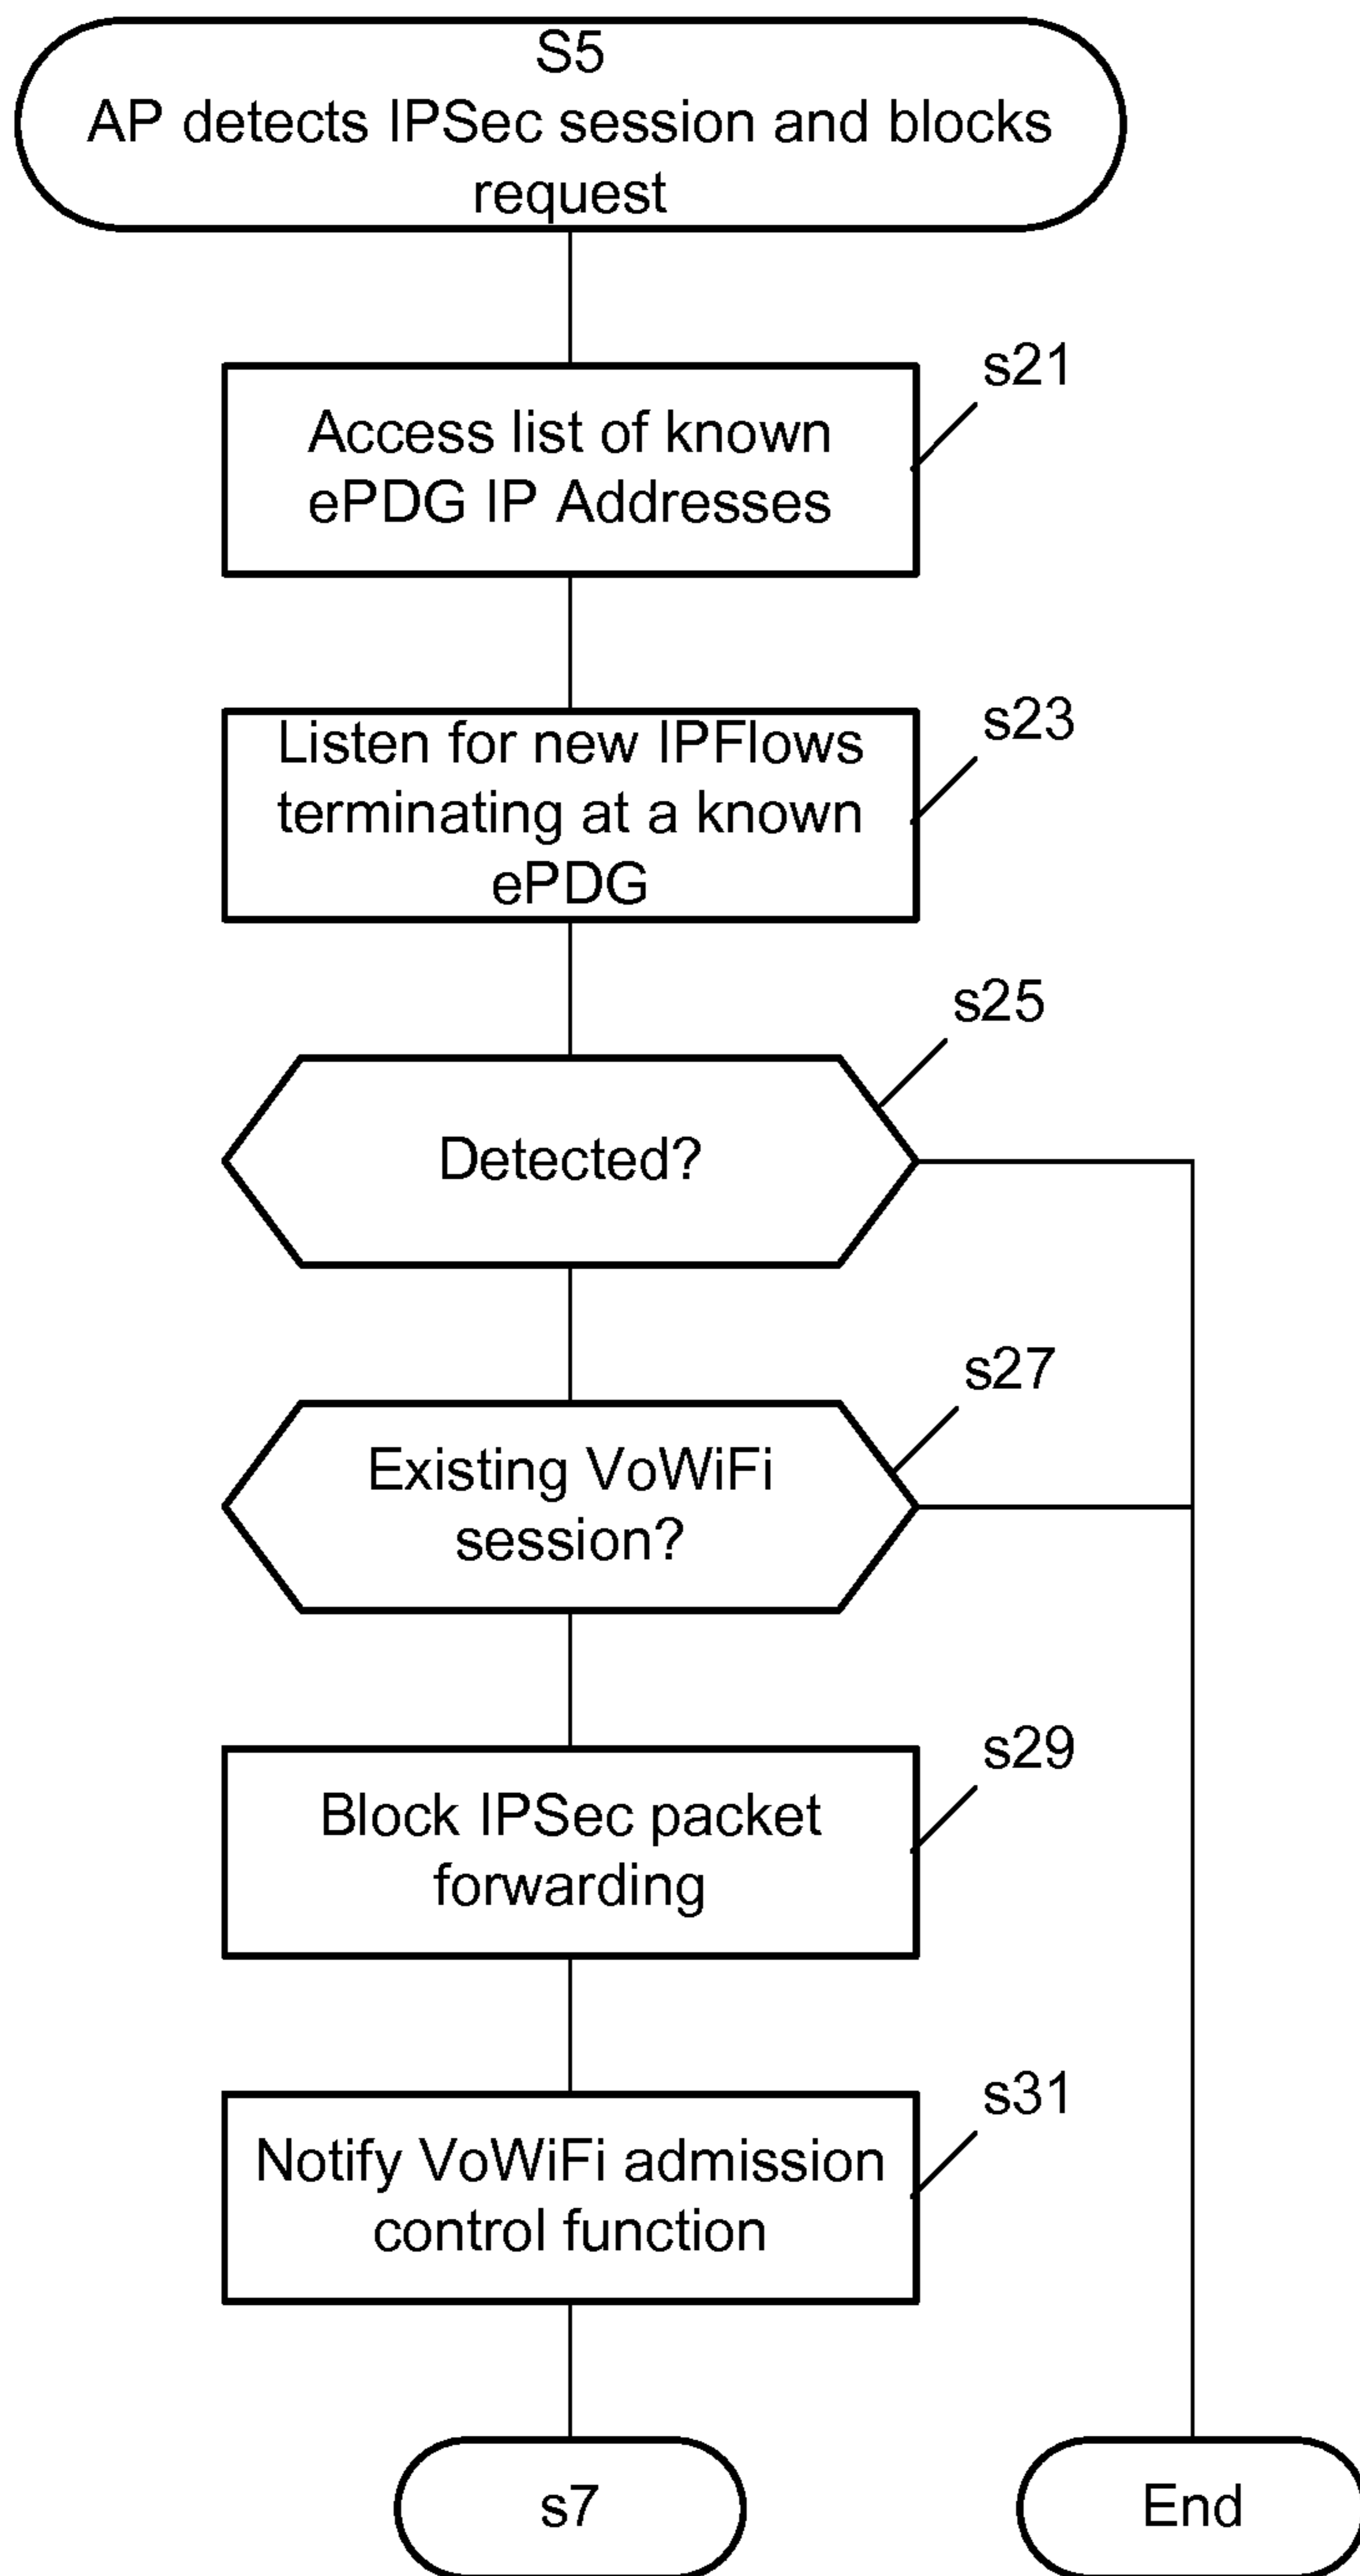 S5
AP detects IPSec session and blocks
request
s21
Access list of known
ePDG IP Addresses
s23
Listen for new IPFlows
terminating at a known
ePDG
s25
Detected?
s27
Existing VoWiFi
session?
s29
Block IPSec packet
forwarding
s31
Notify VoWiFi admission
control function
s7
End